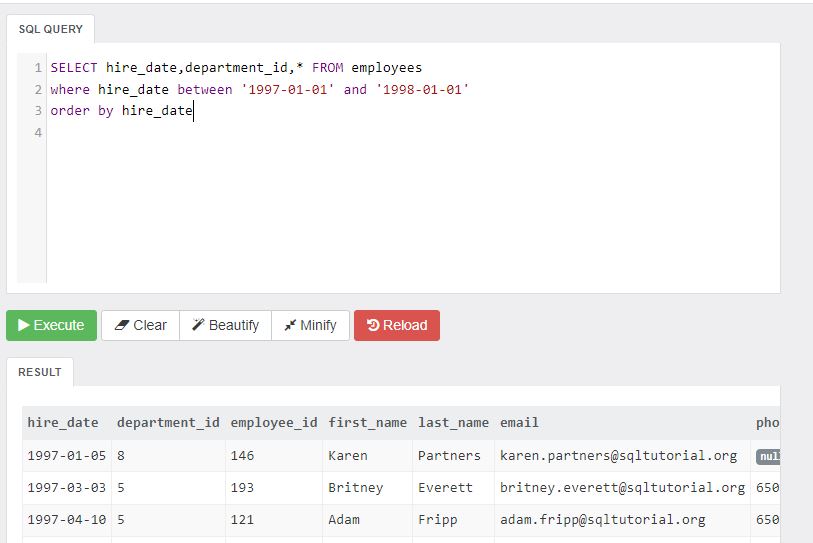 SQL QUERY
1 SELECT hire_date,department_id,* FROM employees
2 where hire_date between '1997-01-01' and '1998-01-01'
3 order by hire_date
4
Execute Clear Beautify Minify Reload
RESULT
hire_date department_id employee_id first_name last_name email pho
1997-01-05 8 146 Karen Partners karen.partners@sqltutorial.org nul
1997-03-03 5 193 Britney Everett britney.everett@sqltutorial.org 650
1997-04-10 5 121 Adam Fripp adam.fripp@sqltutorial.org 650